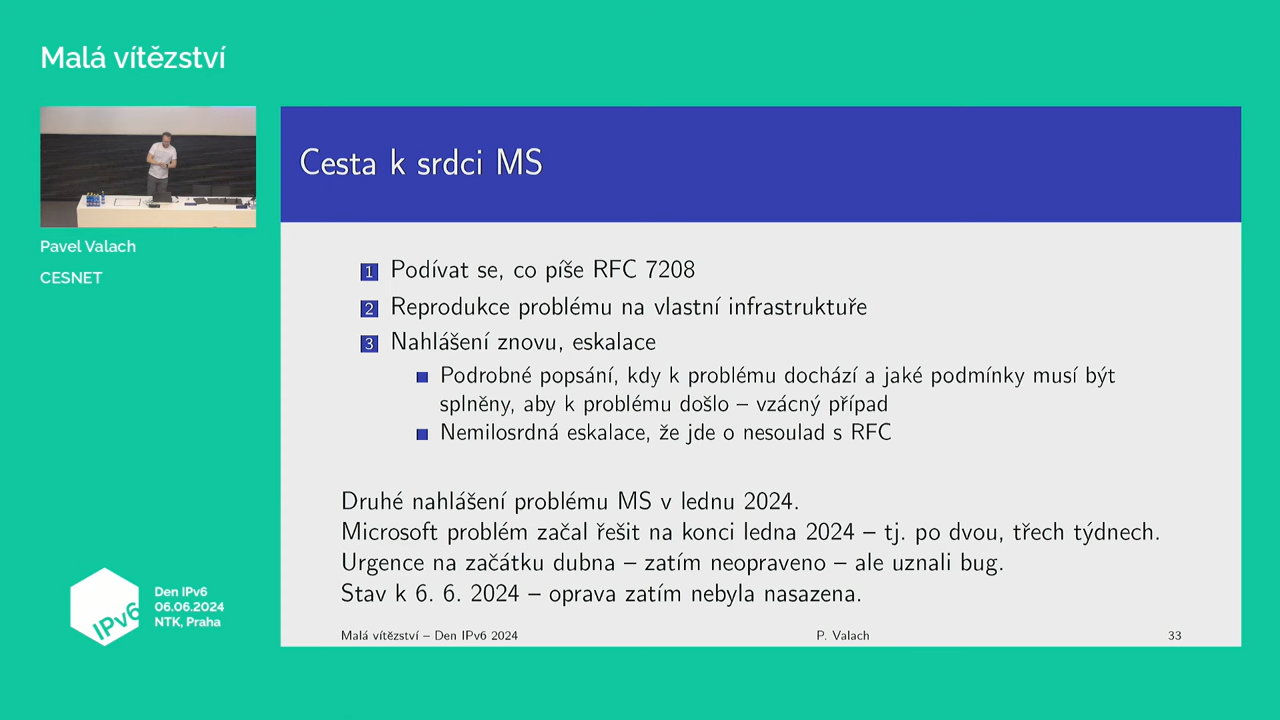 Malá vítězství
Pavel Valach
CESNET
Cesta k srdci MS
1 Podívat se, co píše RFC 7208
2 Reprodukce problému na vlastní infrastruktuře
3 Nahlášení znovu, eskalace
Podrobné popsání, kdy k problému dochází a jaké podmínky musí být
splněny, aby k problému došlo – vzácný případ
Nemilosrdná eskalace, že jde o nesoulad s RFC
Druhé nahlášení problému MS v lednu 2024.
Microsoft problém začal řešit na konci ledna 2024 – tj. po dvou, třech týdnech.
Urgence na začátku dubna – zatím neopraveno – ale uznali bug.
Stav k 6. 6. 2024 – oprava zatím nebyla nasazena.
Malá vítězství – Den IPv6 2024 P. Valach 33
IPv6
Den IPv6
06.06.2024
NTK, Praha